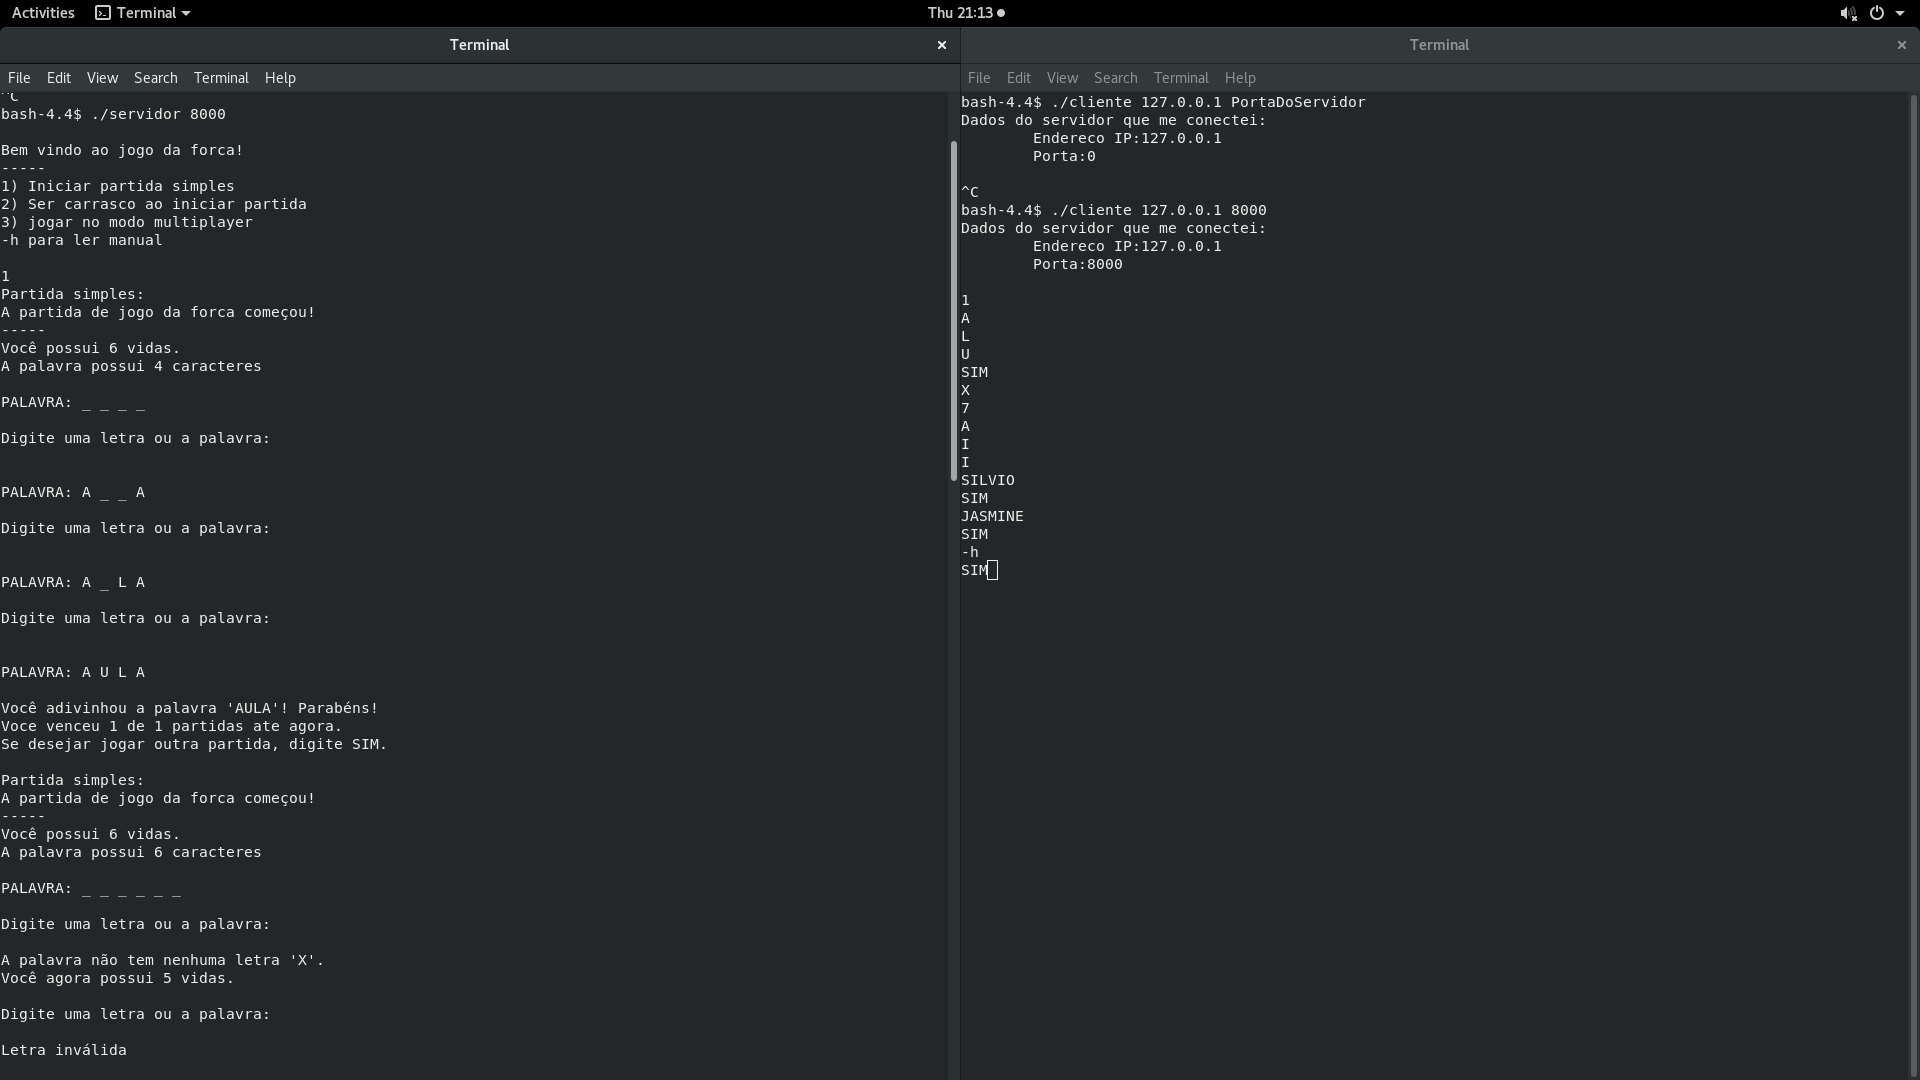 Activities Terminal Thu 21:13
Terminal
File Edit View Search Terminal Help
^C
bash-4.4$ ./servidor 8000
Bem vindo ao jogo da forca!
-----
1) Iniciar partida simples
2) Ser carrasco ao iniciar partida
3) jogar no modo multiplayer
-h para ler manual
1
Partida simples:
A partida de jogo da forca começou!
-----
Você possui 6 vidas.
A palavra possui 4 caracteres
PALAVRA: _ _ _ _
Digite uma letra ou a palavra:
PALAVRA: A _ _ A
Digite uma letra ou a palavra:
PALAVRA: A _ L A
Digite uma letra ou a palavra:
PALAVRA: A U L A
Você adivinhou a palavra 'AULA'! Parabéns!
Voce venceu 1 de 1 partidas ate agora.
Se desejar jogar outra partida, digite SIM.
Partida simples:
A partida de jogo da forca começou!
-----
Você possui 6 vidas.
A palavra possui 6 caracteres
PALAVRA: _ _ _ _ _ _
Digite uma letra ou a palavra:
A palavra não tem nenhuma letra 'X'.
Você agora possui 5 vidas.
Digite uma letra ou a palavra:
Letra inválida
Terminal
File Edit View Search Terminal Help
bash-4.4$ ./cliente 127.0.0.1 PortaDoServidor
Dados do servidor que me conectei:
Endereco IP:127.0.0.1
Porta:0
^C
bash-4.4$ ./cliente 127.0.0.1 8000
Dados do servidor que me conectei:
Endereco IP:127.0.0.1
Porta:8000
1
A
L
U
SIM
X
7
A
I
I
SILVIO
SIM
JASMINE
SIM
-h
SIM